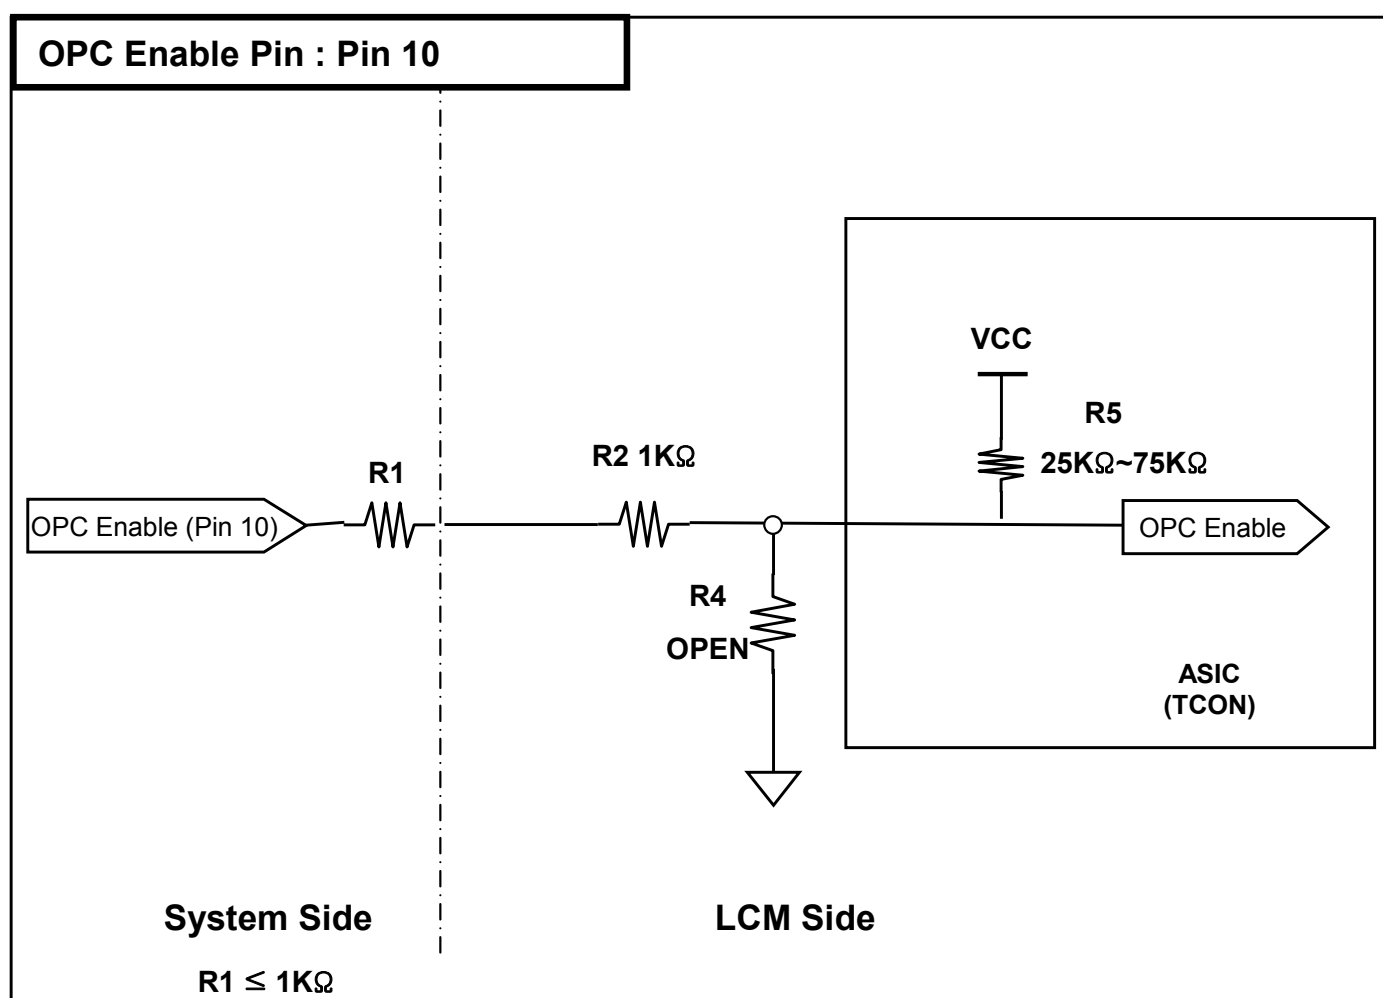 OPC Enable Pin : Pin 10
VCC
R5
25KΩ~75KΩ
R2 1KΩ
R1
OPC Enable (Pin 10)
OPC Enable
R4
OPEN
ASIC
(TCON)
System Side
LCM Side
R1 ≤ 1KΩ